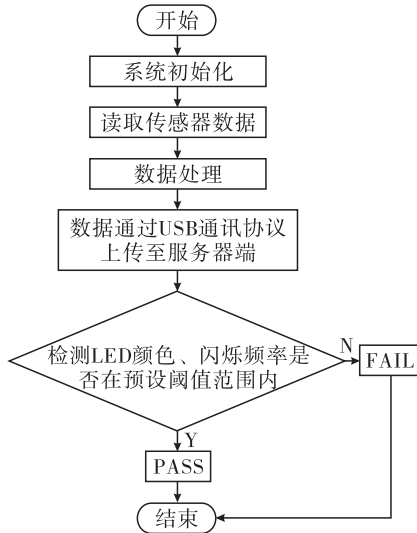 开始
系统初始化
读取传感器数据
数据处理
数据通过USB通讯协议
上传至服务器端
检测LED颜色、闪烁频率是
否在预设阈值范围内
N
FAIL
Y
PASS
结束